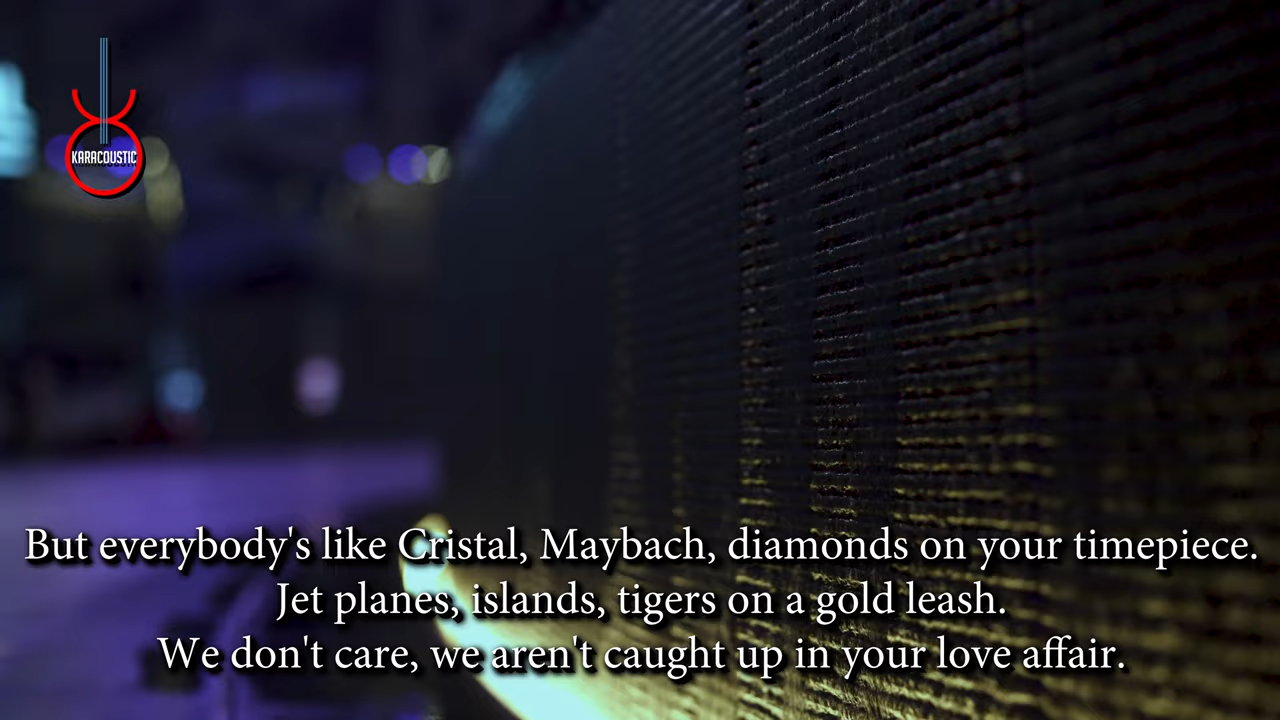 KARACOUSTIC
But everybody's like Cristal, Maybach, diamonds on your timepiece.
Jet planes, islands, tigers on a gold leash.
We don't care, we aren't caught up in your love affair.